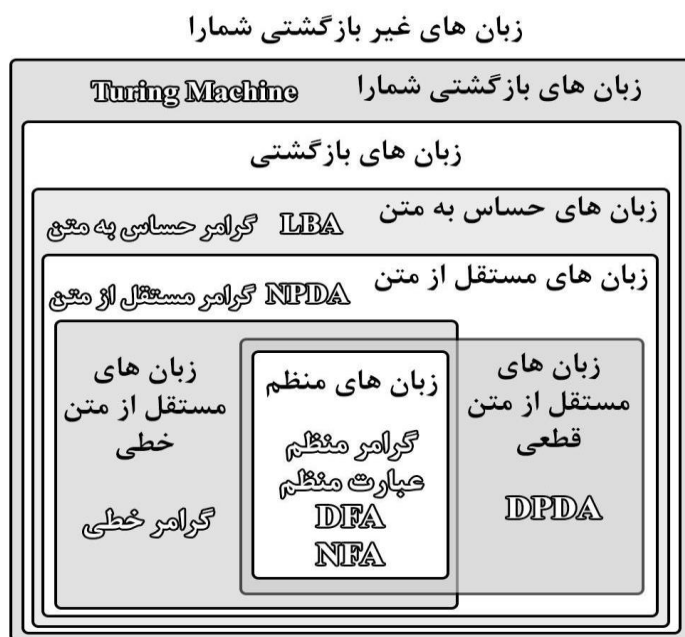 زبان های غیر بازگشتی شمارا
زبان های بازگشتی شمارا Turing Machine
زبان های بازگشتی
زبان های حساس به متن LBA گرامر حساس به متن
زبان های مستقل از متن NPDA گرامر مستقل از متن
زبان های
مستقل از متن
قطعی
DPDA
زبان های منظم
گرامر منظم
عبارت منظم
DFA
NFA
زبان های
مستقل از متن
خطی
گرامر خطی